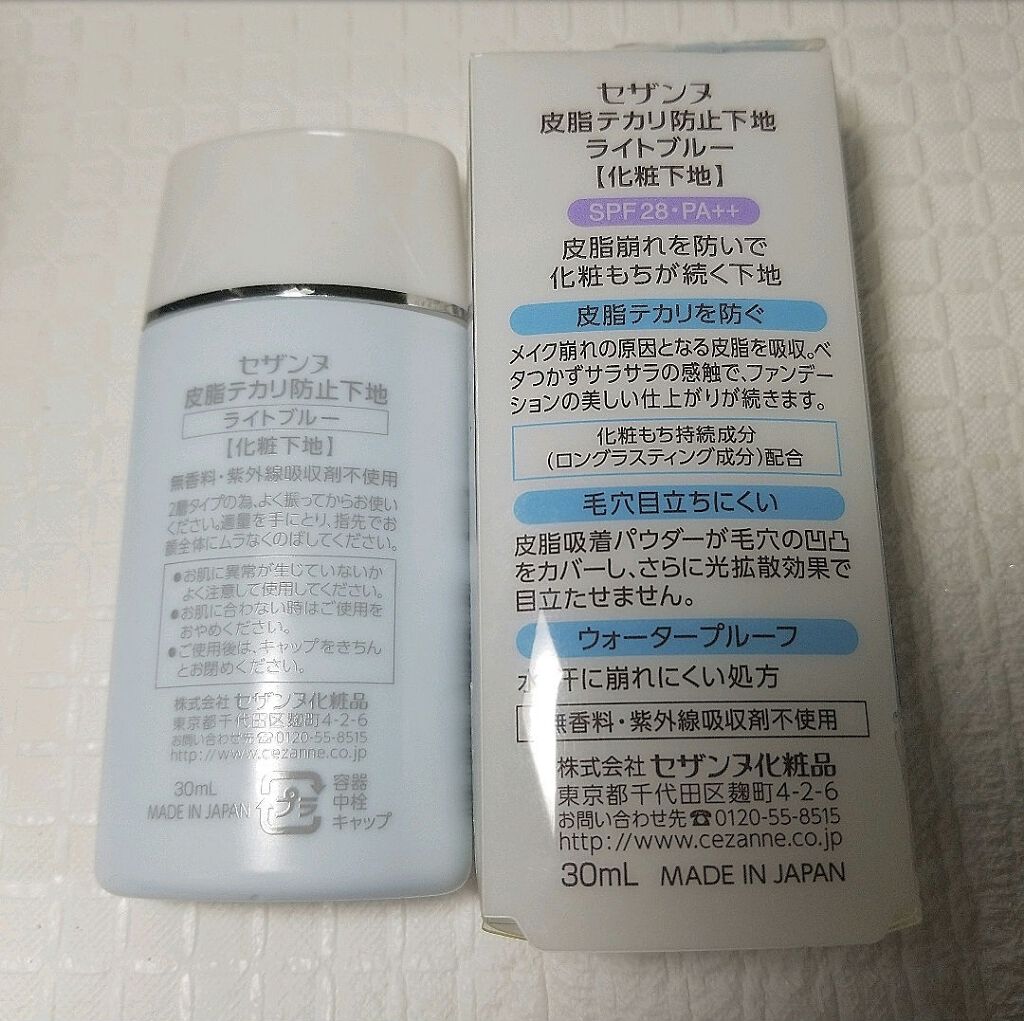 セザンヌ
皮脂テカリ防止下地
ライトブルー
【化粧下地】
無香料・紫外線吸収剤不使用
2層タイプの為、よく振ってからお使い
ください。適量を手にとり、指先でお
顔全体にムラなくのばしてください。
●お肌に異常が生じていないか
よく注意して使用してください。
●お肌に合わない時はご使用を
おやめください。
●ご使用後は、キャップをきちん
とお閉めください。
株式会社 セザンヌ化粧品
東京都千代田区麹町4-2-6
お問い合わせ先☎0120-55-8515
http://www.cezanne.co.jp
30mL
MADE IN JAPAN
プラ
容器
中栓
キャップ
セザンヌ
皮脂テカリ防止下地
ライトブルー
【化粧下地】
SPF28・PA++
皮脂崩れを防いで
化粧もちが続く下地
皮脂テカリを防ぐ
メイク崩れの原因となる皮脂を吸収。ベ
タつかずサラサラの感触で、ファンデー
ションの美しい仕上がりが続きます。
化粧もち持続成分
(ロングラスティング成分)配合
毛穴目立ちにくい
皮脂吸着パウダーが毛穴の凹凸
をカバーし、さらに光拡散効果で
目立たせません。
ウォータープルーフ
水・汗に崩れにくい処方
無香料・紫外線吸収剤不使用
株式会社 セザンヌ化粧品
東京都千代田区麹町4-2-6
お問い合わせ先☎0120-55-8515
http://www.cezanne.co.jp
30mL MADE IN JAPAN